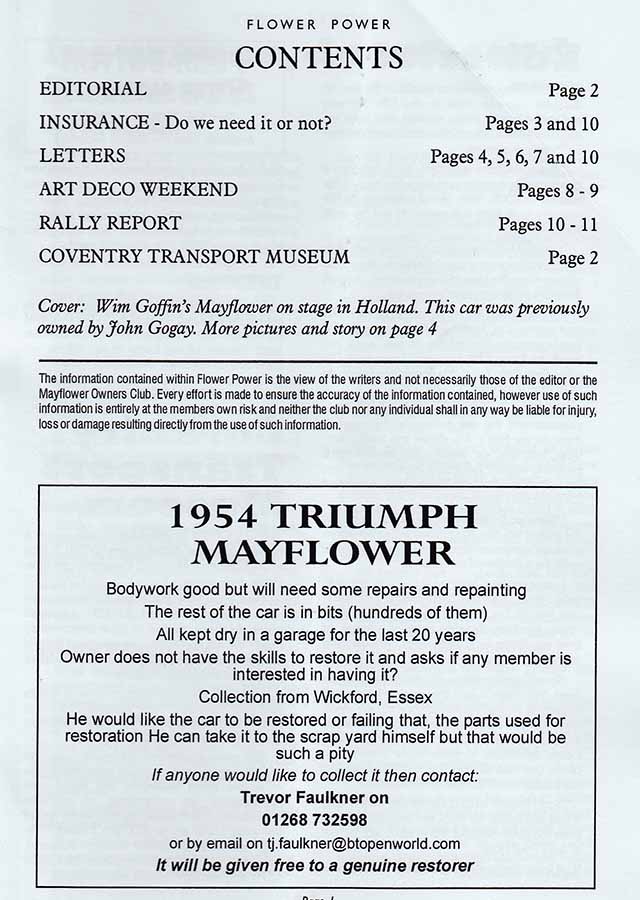 FLOWER POWER
CONTENTS
EDITORIAL Page 2
INSURANCE - Do we need it or not? Pages 3 and 10
LETTERS Pages 4, 5, 6, 7 and 10
ART DECO WEEKEND Pages 8 - 9
RALLY REPORT Pages 10 - 11
COVENTRY TRANSPORT MUSEUM Page 2
Cover: Wim Goffin's Mayflower on stage in Holland. This car was previously
owned by John Gogay. More pictures and story on page 4
The information contained within Flower Power is the view of the writers and not necessarily those of the editor or the
Mayflower Owners Club. Every effort is made to ensure the accuracy of the information contained, however use of such
information is entirely at the members own risk and neither the club nor any individual shall in any way be liable for injury,
loss or damage resulting directly from the use of such information.
1954 TRIUMPH
MAYFLOWER
Bodywork good but will need some repairs and repainting
The rest of the car is in bits (hundreds of them)
All kept dry in a garage for the last 20 years
Owner does not have the skills to restore it and asks if any member is
interested in having it?
Collection from Wickford, Essex
He would like the car to be restored or failing that, the parts used for
restoration He can take it to the scrap yard himself but that would be
such a pity
If anyone would like to collect it then contact:
Trevor Faulkner on
01268 732598
or by email on tj.faulkner@btopenworld.com
It will be given free to a genuine restorer